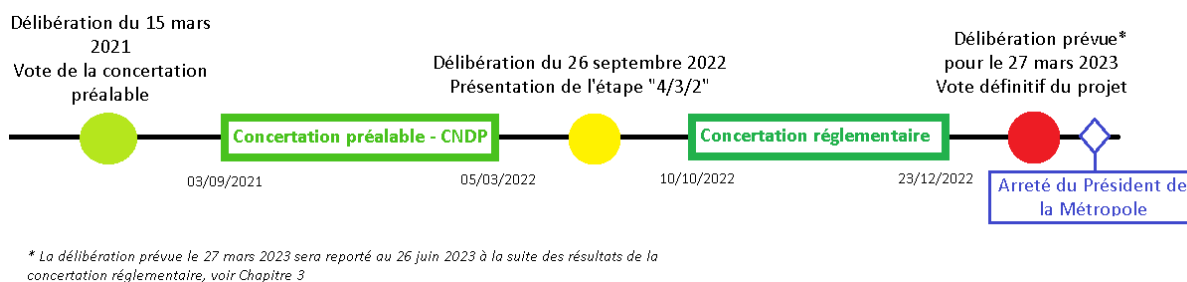 Délibération du 15 mars
2021
Vote de la concertation
préalable
Délibération du 26 septembre 2022
Présentation de l'étape "4/3/2"
Délibération prévue*
pour le 27 mars 2023
Vote définitif du projet
Concertation préalable - CNDP
Concertation réglementaire
03/09/2021
05/03/2022
10/10/2022
23/12/2022
Arreté du Président de
la Métropole
* La délibération prévue le 27 mars 2023 sera reporté au 26 juin 2023 à la suite des résultats de la
concertation réglementaire, voir Chapitre 3